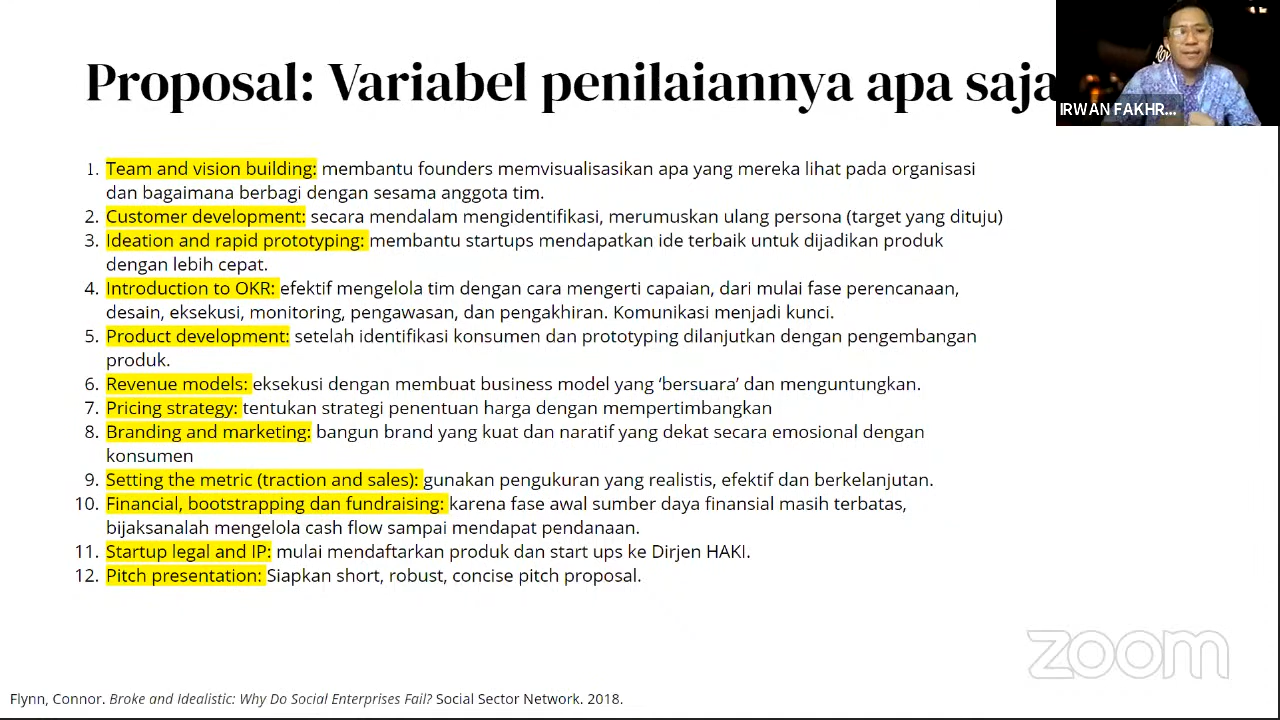 Proposal: Variabel penilaiannya apa saja
IRWAN FAKHR...
1. Team and vision building: membantu founders memvisualisasikan apa yang mereka lihat pada organisasi
dan bagaimana berbagi dengan sesama anggota tim.
2. Customer development: secara mendalam mengidentifikasi, merumuskan ulang persona (target yang dituju)
3. Ideation and rapid prototyping: membantu startups mendapatkan ide terbaik untuk dijadikan produk
dengan lebih cepat.
4. Introduction to OKR: efektif mengelola tim dengan cara mengerti capaian, dari mulai fase perencanaan,
desain, eksekusi, monitoring, pengawasan, dan pengakhiran. Komunikasi menjadi kunci.
5. Product development: setelah identifikasi konsumen dan prototyping dilanjutkan dengan pengembangan
produk.
6. Revenue models: eksekusi dengan membuat business model yang ‘bersuara’ dan menguntungkan.
7. Pricing strategy: tentukan strategi penentuan harga dengan mempertimbangkan
8. Branding and marketing: bangun brand yang kuat dan naratif yang dekat secara emosional dengan
konsumen
9. Setting the metric (traction and sales): gunakan pengukuran yang realistis, efektif dan berkelanjutan.
10. Financial, bootstrapping dan fundraising: karena fase awal sumber daya finansial masih terbatas,
bijaksanalah mengelola cash flow sampai mendapat pendanaan.
11. Startup legal and IP: mulai mendaftarkan produk dan start ups ke Dirjen HAKI.
12. Pitch presentation: Siapkan short, robust, concise pitch proposal.
zoom
Flynn, Connor. Broke and Idealistic: Why Do Social Enterprises Fail? Social Sector Network. 2018.